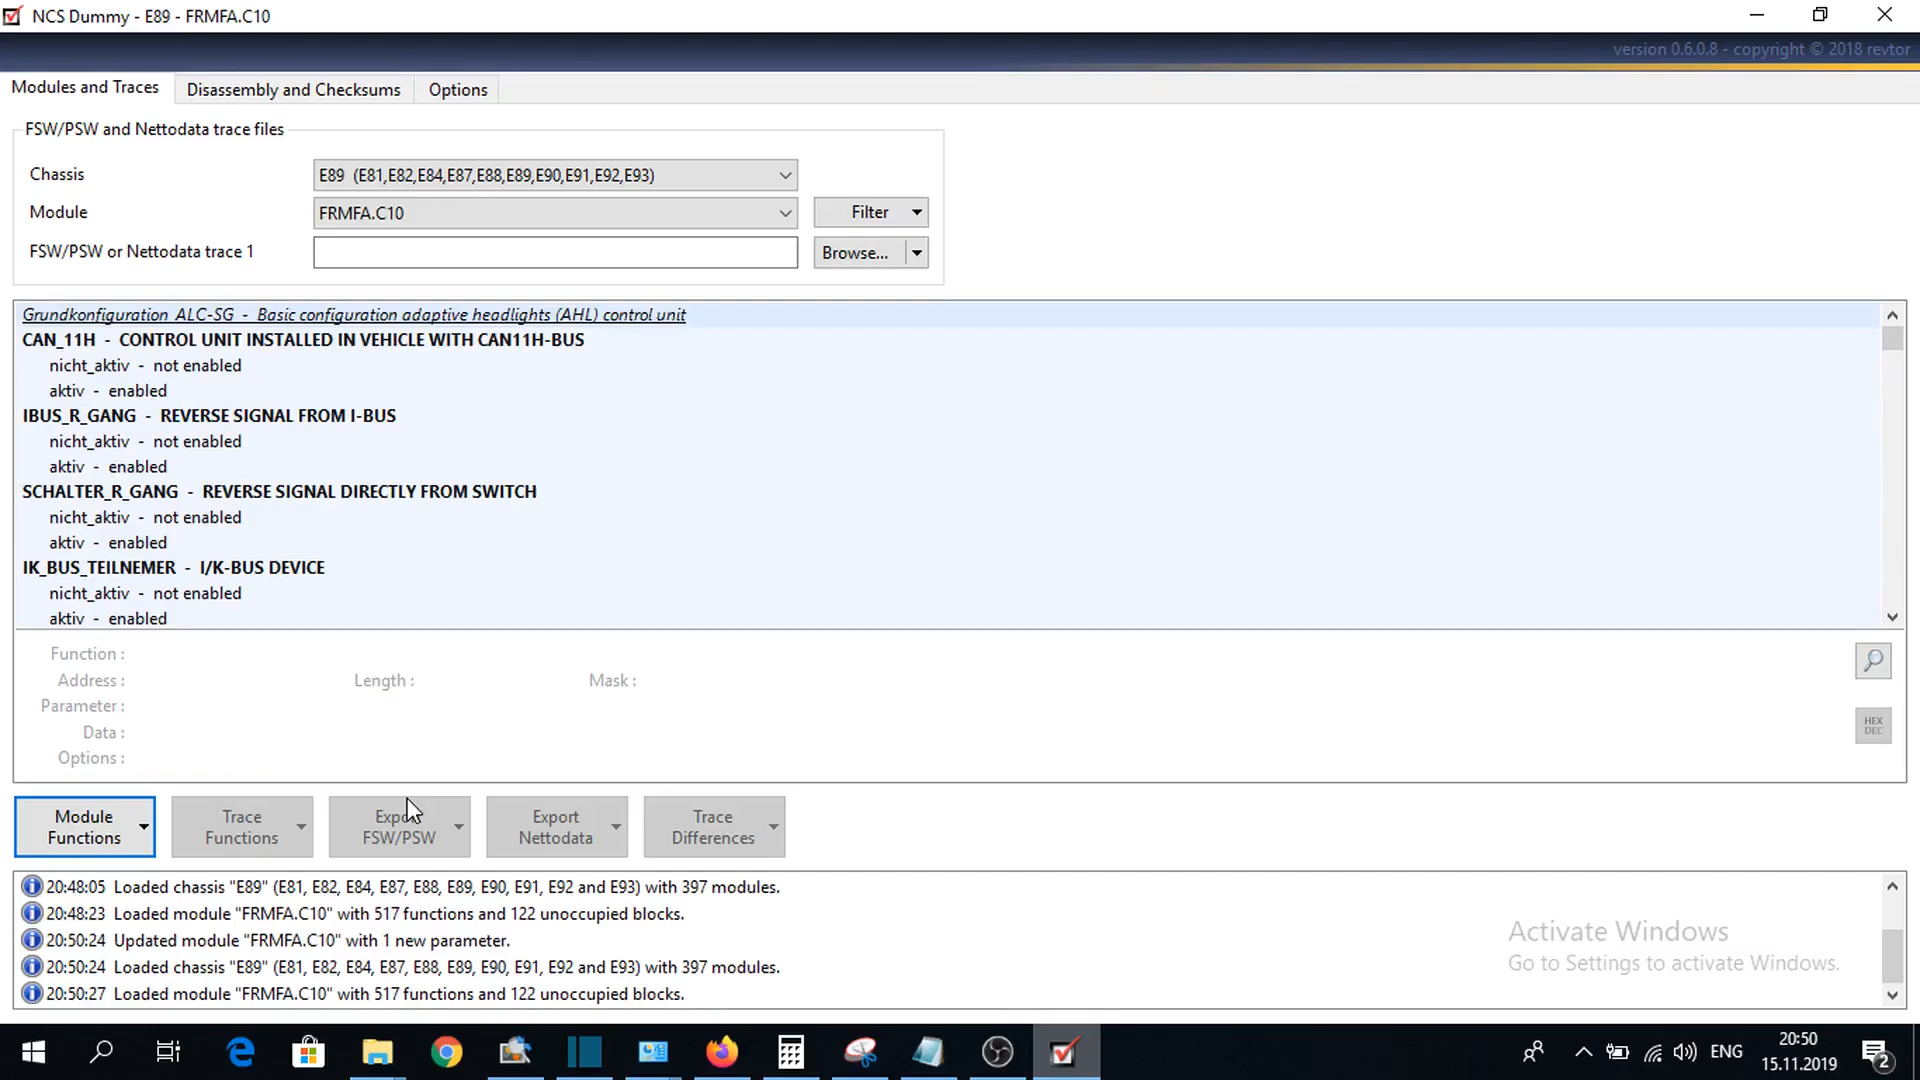 NCS Dummy - E89 - FRMFA.C10
version 0.6.0.8 - copyright © 2018 revtor
Modules and Traces
Disassembly and Checksums
Options
FSW/PSW and Nettodata trace files
Chassis
E89 (E81,E82,E84,E87,E88,E89,E90,E91,E92,E93)
Module
FRMFA.C10
Filter
FSW/PSW or Nettodata trace 1
Browse...
Grundkonfiguration ALC-SG - Basic configuration adaptive headlights (AHL) control unit
CAN_11H - CONTROL UNIT INSTALLED IN VEHICLE WITH CAN11H-BUS
nicht_aktiv - not enabled
aktiv - enabled
IBUS_R_GANG - REVERSE SIGNAL FROM I-BUS
nicht_aktiv - not enabled
aktiv - enabled
SCHALTER_R_GANG - REVERSE SIGNAL DIRECTLY FROM SWITCH
nicht_aktiv - not enabled
aktiv - enabled
IK_BUS_TEILNEMER - I/K-BUS DEVICE
nicht_aktiv - not enabled
aktiv - enabled
Function :
Address :
Length :
Mask :
Parameter :
Data :
Options :
HEX
DEC
Module
Functions
Trace
Functions
FSW/PSW
Export
Nettodata
Trace
Differences
20:48:05 Loaded chassis "E89" (E81, E82, E84, E87, E88, E89, E90, E91, E92 and E93) with 397 modules.
20:48:23 Loaded module "FRMFA.C10" with 517 functions and 122 unoccupied blocks.
20:50:24 Updated module "FRMFA.C10" with 1 new parameter.
20:50:24 Loaded chassis "E89" (E81, E82, E84, E87, E88, E89, E90, E91, E92 and E93) with 397 modules.
20:50:27 Loaded module "FRMFA.C10" with 517 functions and 122 unoccupied blocks.
Activate Windows
Go to Settings to activate Windows.
ENG
20:50
15.11.2019
2